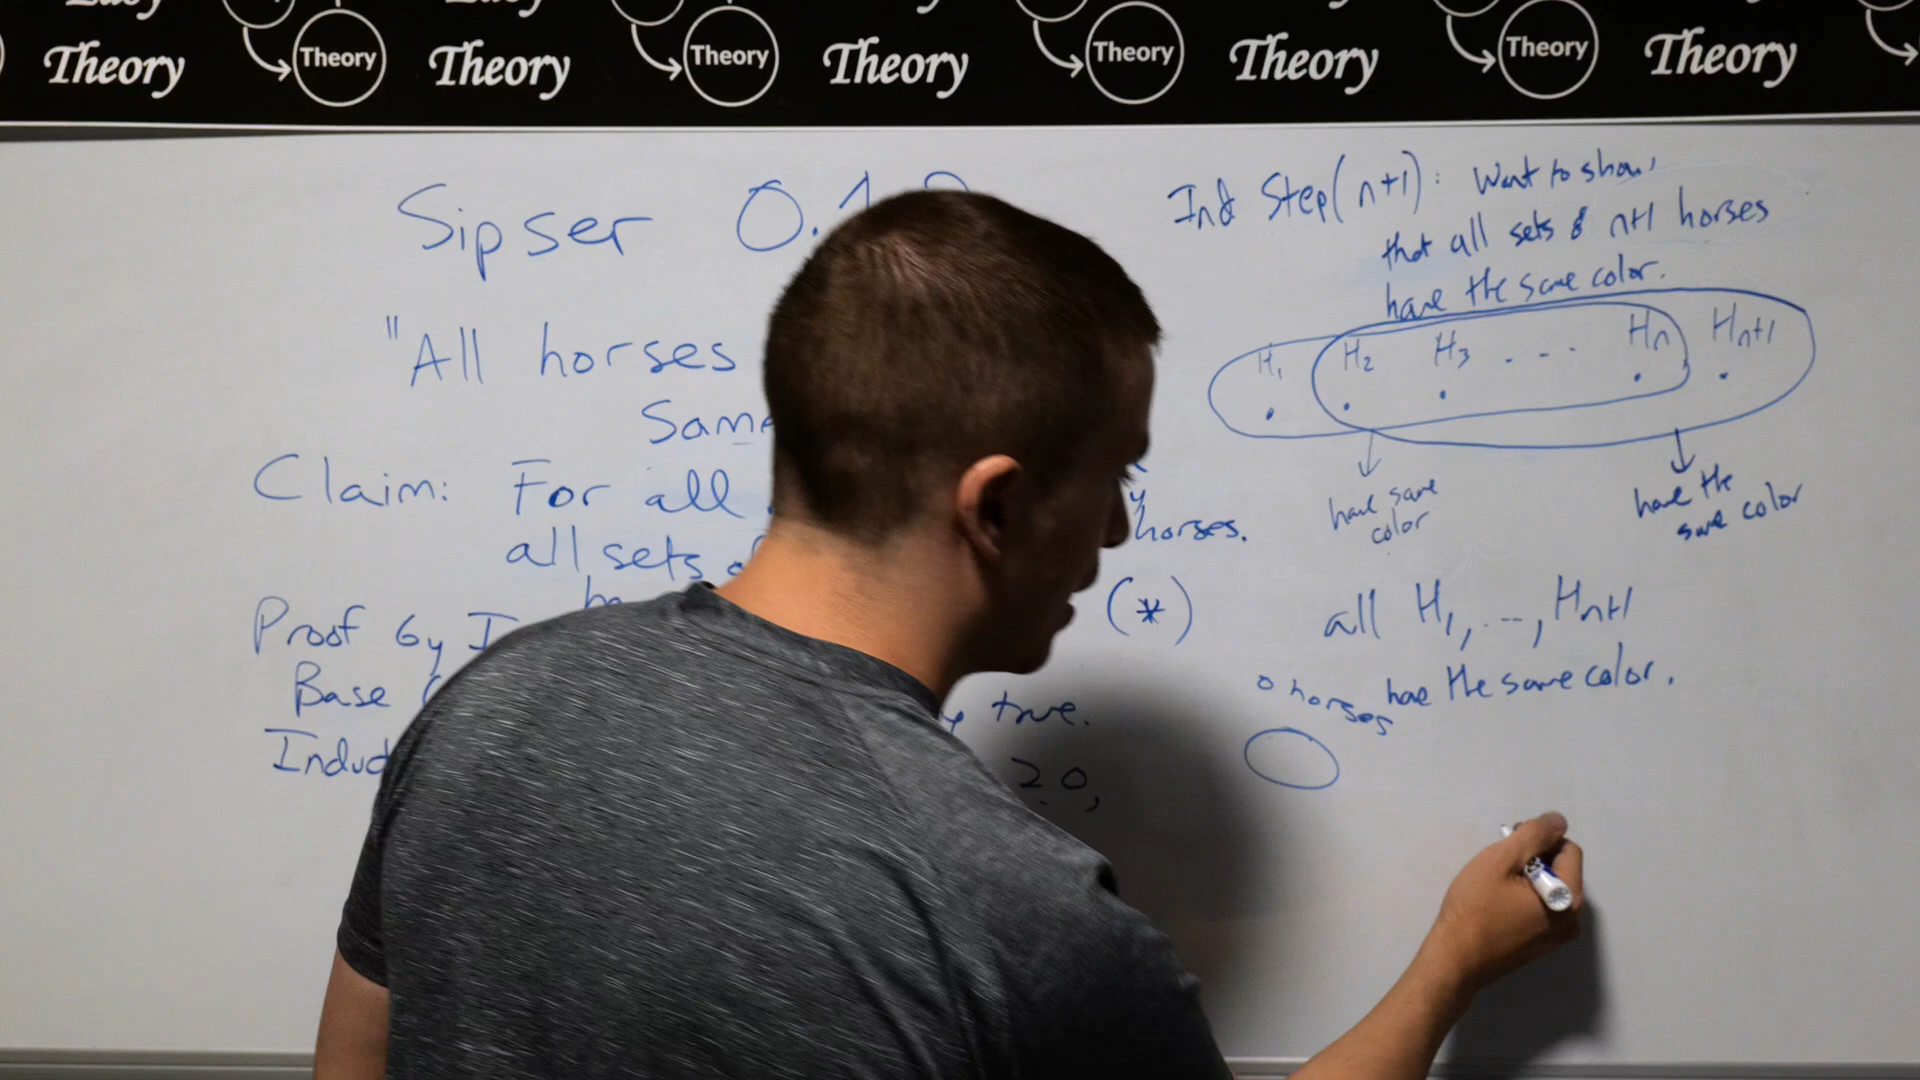 Theory Theory Theory Theory Theory Theory Theory Theory Theory
Sipser 0.
"All horses
Same
Claim: For all
all sets
horses.
Proof by I
(*)
Base
true.
Induc
≥ 0,
Ind Step(n+1): Want to show
that all sets of n+1 horses
have the same color.
H1 H2 H3 . - - . Hn Hn+1
have same
color
have the
same color
all H1, ..., Hn+1
have the same color.
0 horses